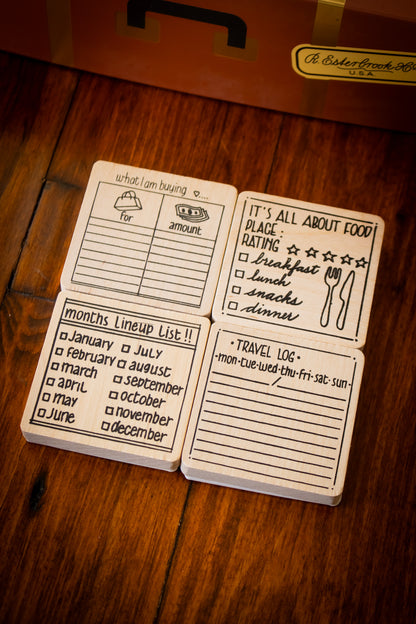 R. Esterbrook & Co
U.S.A.
what I am buying
for
amount
IT'S ALL ABOUT FOOD
PLACE :
RATING
breakfast
lunch
snacks
dinner
months Lineup List !!
January
february
march
april
may
June
July
august
september
october
november
december
• TRAVEL LOG •
•mon•tue•wed•thu•fri•sat•sun•
/